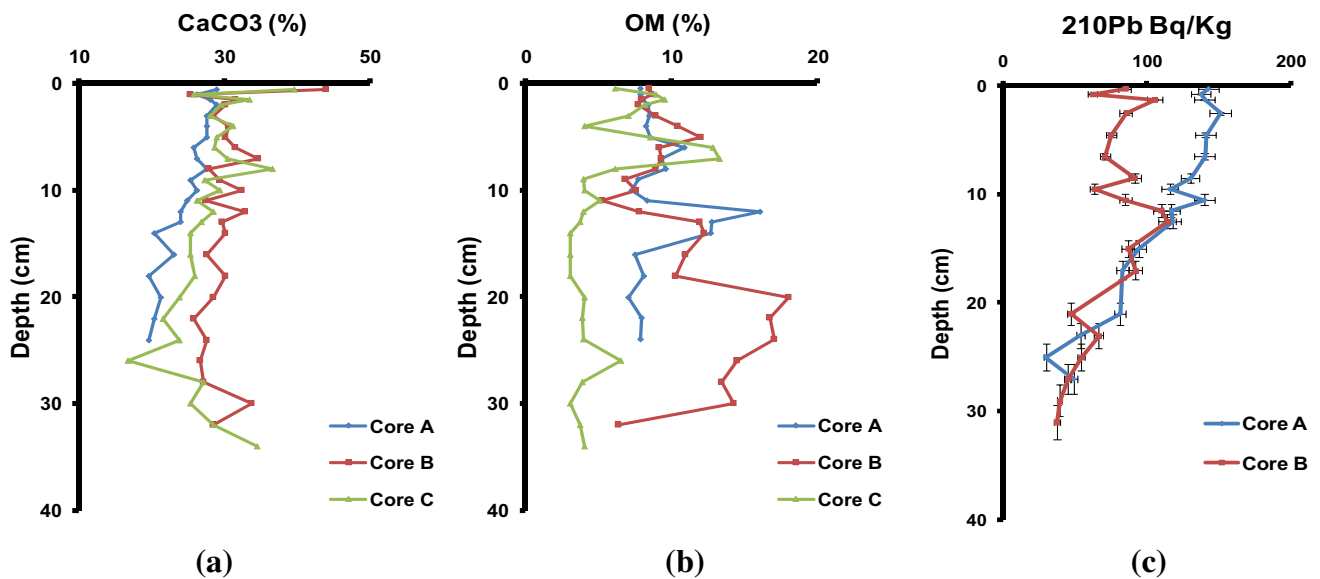 CaCO3 (%)
10 30 50
0
10
20
30
40
Depth (cm)
Core A
Core B
Core C
(a)
OM (%)
0 10 20
0
10
20
30
40
Depth (cm)
Core A
Core B
Core C
(b)
210Pb Bq/Kg
0 100 200
0
10
20
30
40
Depth (cm)
Core A
Core B
(c)